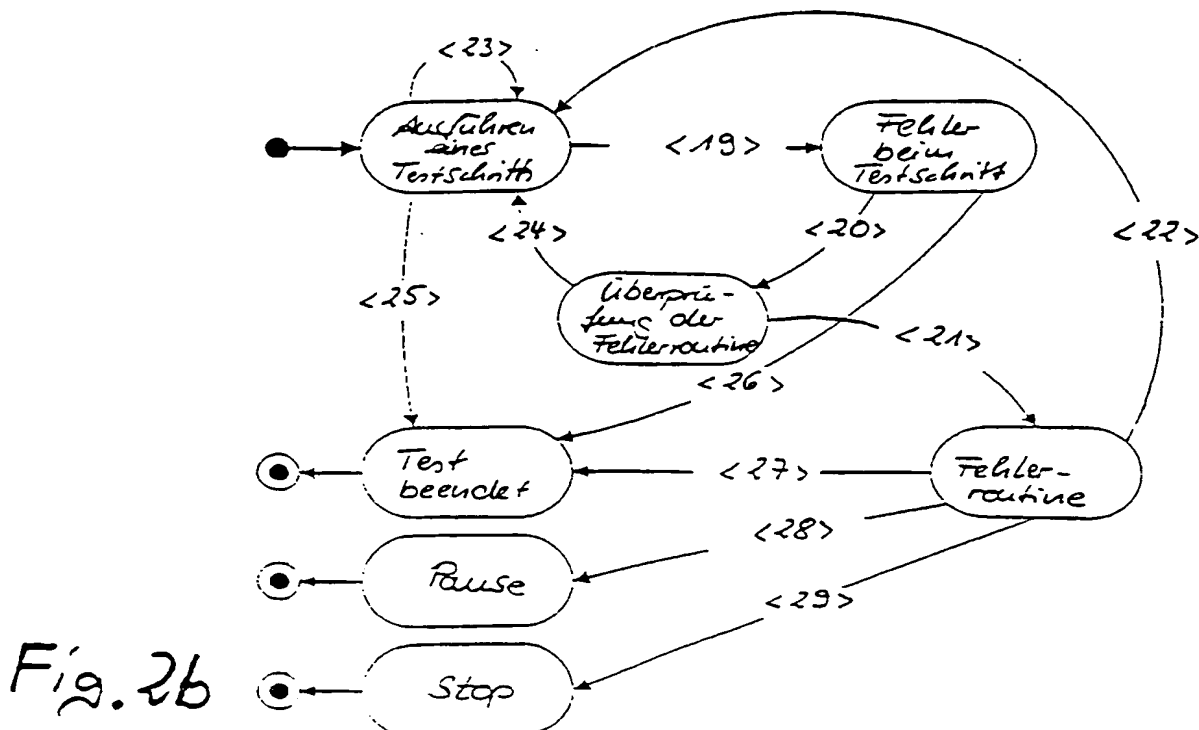 <23>
Ausführen
eines
Testschritts
<19>
Fehler
beim
Testschritt
<24>
<20>
<22>
<25>
Überprü-
fung der
Fehlerroutine
<21>
<26>
Test
beendet
<27>
Fehler-
routine
<28>
Pause
<29>
Stop
Fig. 2b